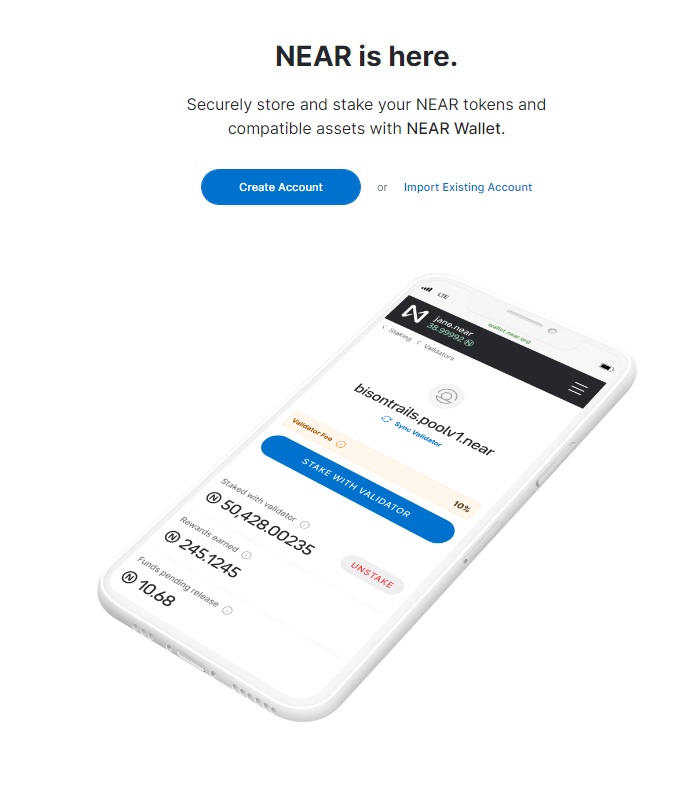 NEAR is here.
Securely store and stake your NEAR tokens and
compatible assets with NEAR Wallet.
Create Account or Import Existing Account
LTE
wallet.near.org
jane.near
38.99992
Staking
Validators
bisontrails.poolv1.near
Sync Validator
Validator Fee
10%
STAKE WITH VALIDATOR
Staked with validator
50,428.00235
UNSTAKE
Rewards earned
245.1245
Funds pending release
10.68